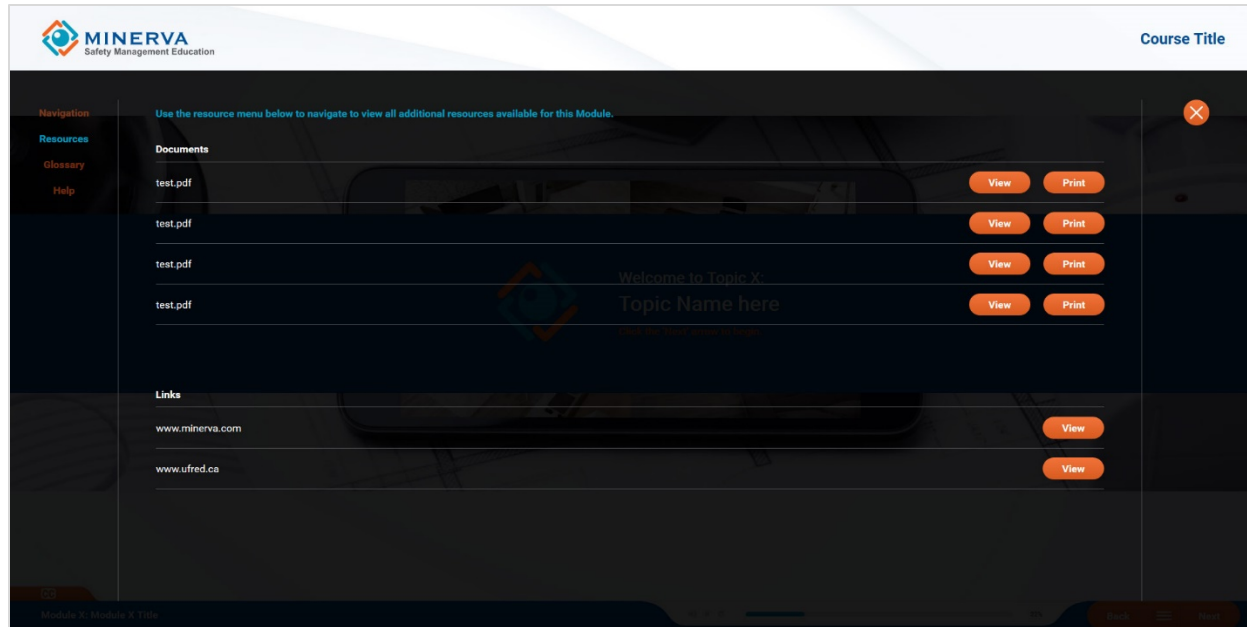 MINERVA
Safety Management Education
Course Title
Navigation
Resources
Glossary
Help
Use the resource menu below to navigate to view all additional resources available for this Module.
Documents
test.pdf View Print
test.pdf View Print
test.pdf View Print
test.pdf View Print
Welcome to Topic X:
Topic Name here
Links
www.minerva.com View
www.ufred.ca View
Module X: Module X Title
Back Next